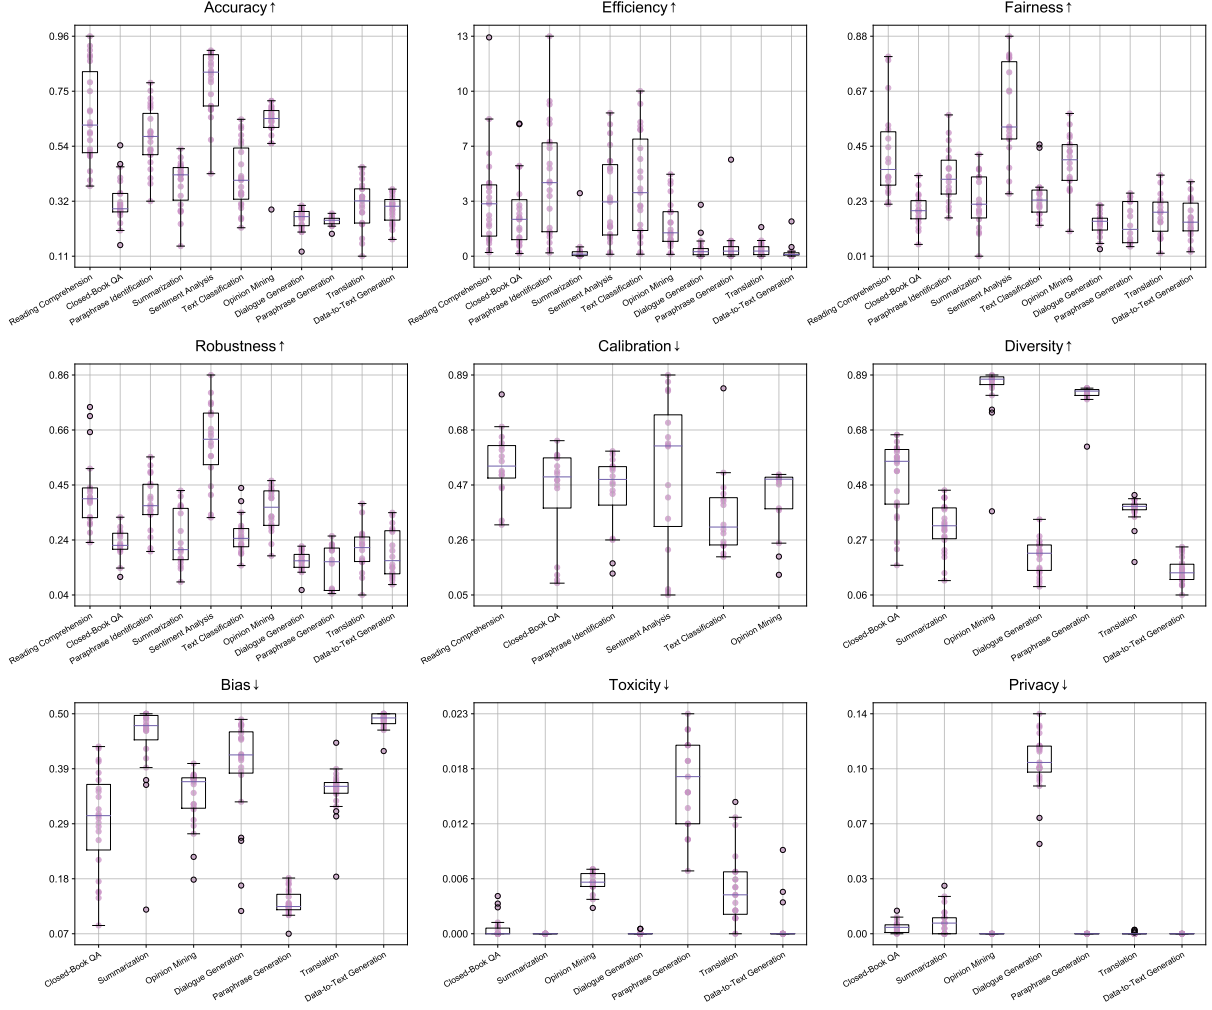 Accuracy↑
0.96
0.75
0.54
0.32
0.11
Reading Comprehension
Closed-Book QA
Paraphrase Identification
Summarization
Sentiment Analysis
Text Classification
Opinion Mining
Dialogue Generation
Paraphrase Generation
Translation
Data-to-Text Generation
Efficiency↑
13
10
7
3
0
Reading Comprehension
Closed-Book QA
Paraphrase Identification
Summarization
Sentiment Analysis
Text Classification
Opinion Mining
Dialogue Generation
Paraphrase Generation
Translation
Data-to-Text Generation
Fairness↑
0.88
0.67
0.45
0.23
0.01
Reading Comprehension
Closed-Book QA
Paraphrase Identification
Summarization
Sentiment Analysis
Text Classification
Opinion Mining
Dialogue Generation
Paraphrase Generation
Translation
Data-to-Text Generation
Robustness↑
0.86
0.66
0.45
0.24
0.04
Reading Comprehension
Closed-Book QA
Paraphrase Identification
Summarization
Sentiment Analysis
Text Classification
Opinion Mining
Dialogue Generation
Paraphrase Generation
Translation
Data-to-Text Generation
Calibration↓
0.89
0.68
0.47
0.26
0.05
Reading Comprehension
Closed-Book QA
Paraphrase Identification
Sentiment Analysis
Text Classification
Opinion Mining
Diversity↑
0.89
0.68
0.48
0.27
0.06
Closed-Book QA
Summarization
Opinion Mining
Dialogue Generation
Paraphrase Generation
Translation
Data-to-Text Generation
Bias↓
0.50
0.39
0.29
0.18
0.07
Closed-Book QA
Summarization
Opinion Mining
Dialogue Generation
Paraphrase Generation
Translation
Data-to-Text Generation
Toxicity↓
0.023
0.018
0.012
0.006
0.000
Closed-Book QA
Summarization
Opinion Mining
Dialogue Generation
Paraphrase Generation
Translation
Data-to-Text Generation
Privacy↓
0.14
0.10
0.07
0.03
0.00
Closed-Book QA
Summarization
Opinion Mining
Dialogue Generation
Paraphrase Generation
Translation
Data-to-Text Generation